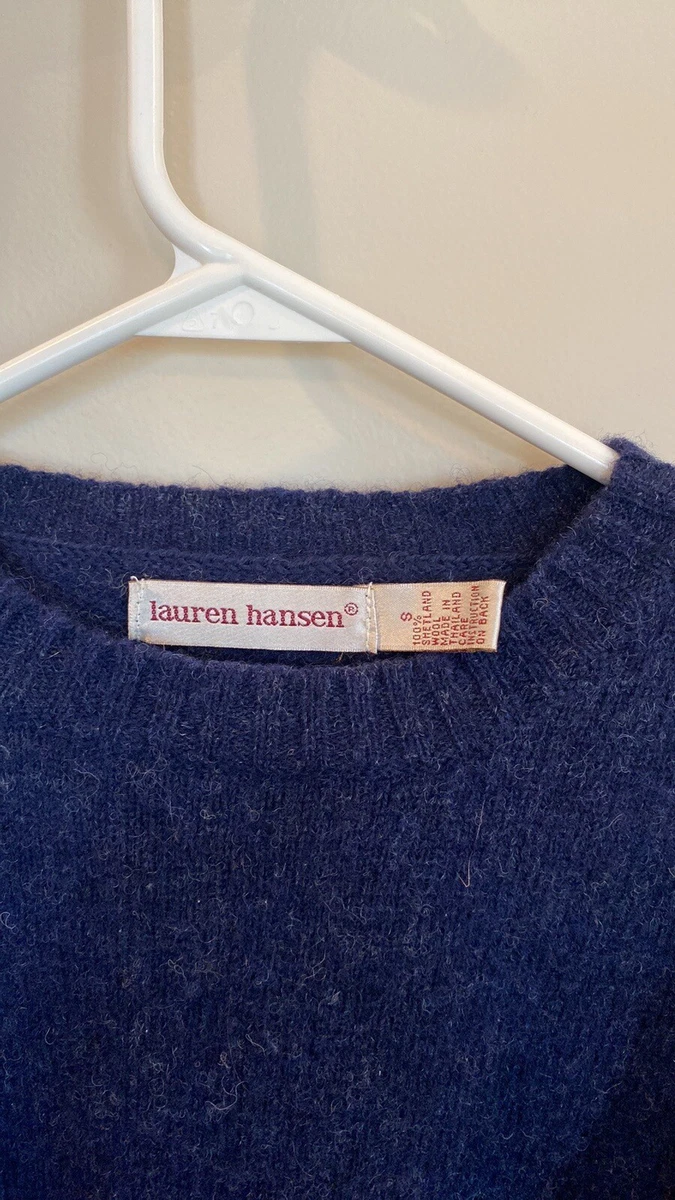 lauren hansen®
S
100%
SHETLAND
WOOL
MADE IN
THAILAND
CARE
INSTRUCTION
ON BACK